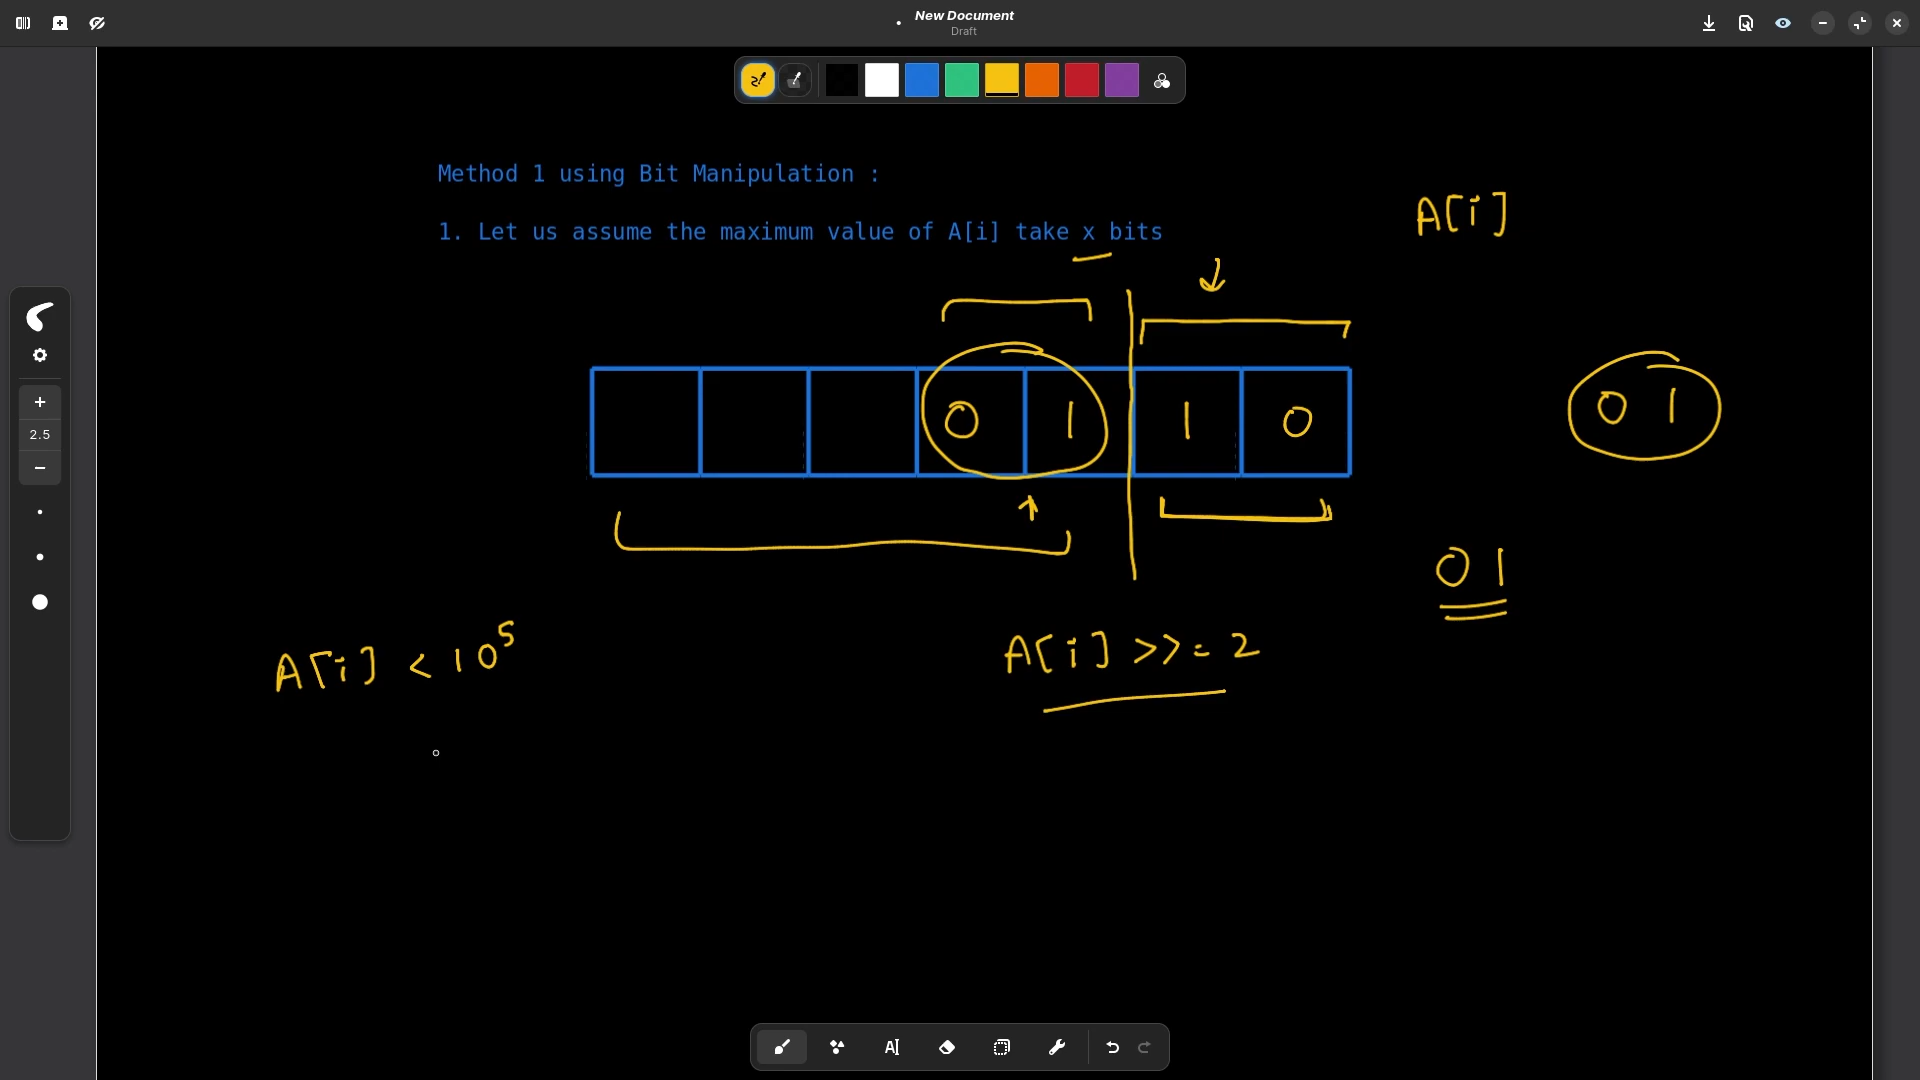 New Document
Draft
Method 1 using Bit Manipulation :
A[i]
1. Let us assume the maximum value of A[i] take x bits
0 1 1 0
0 1
2.5
0 1
A[i] < 10^5
A[i] >>= 2